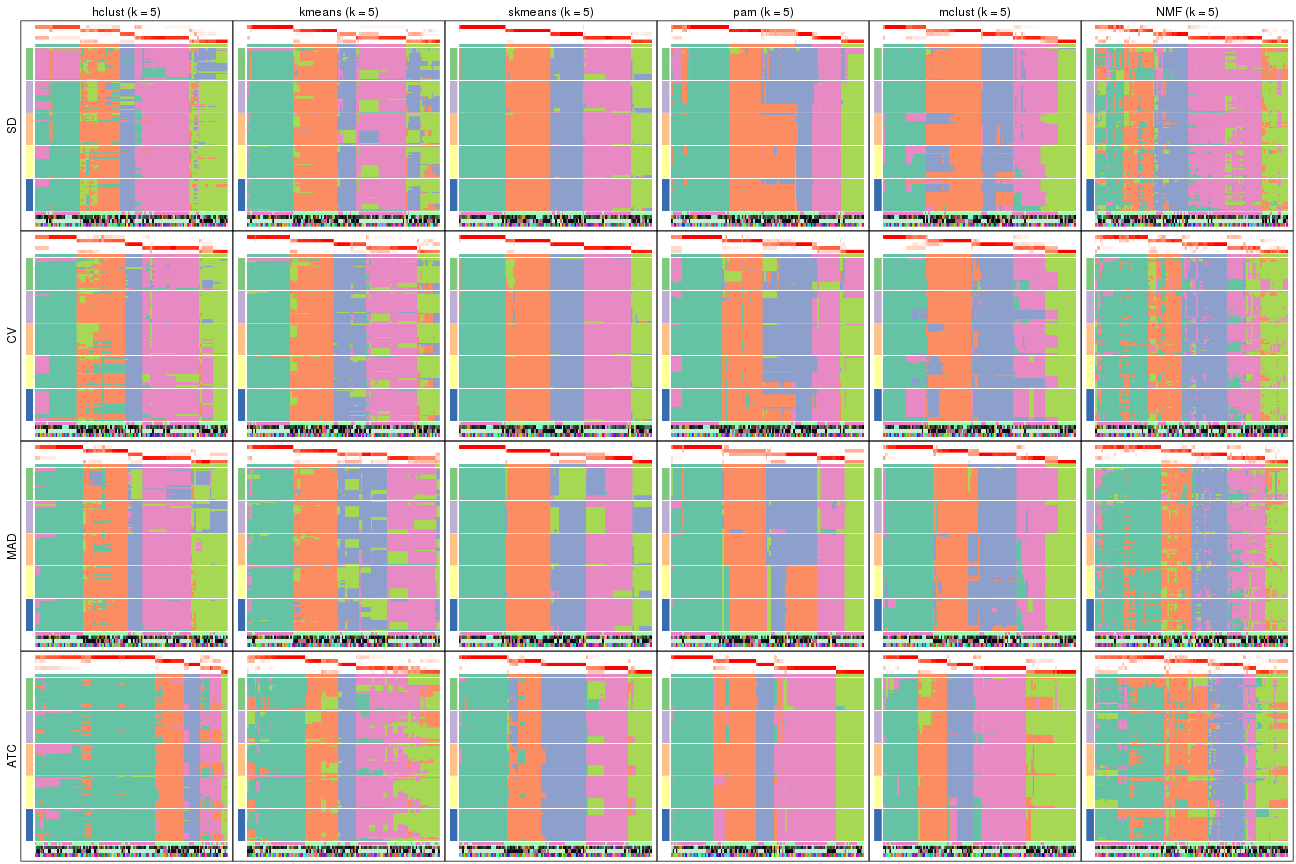 hclust (k = 5) kmeans (k = 5) skmeans (k = 5) pam (k = 5) mclust (k = 5) NMF (k = 5)
SD
CV
MAD
ATC